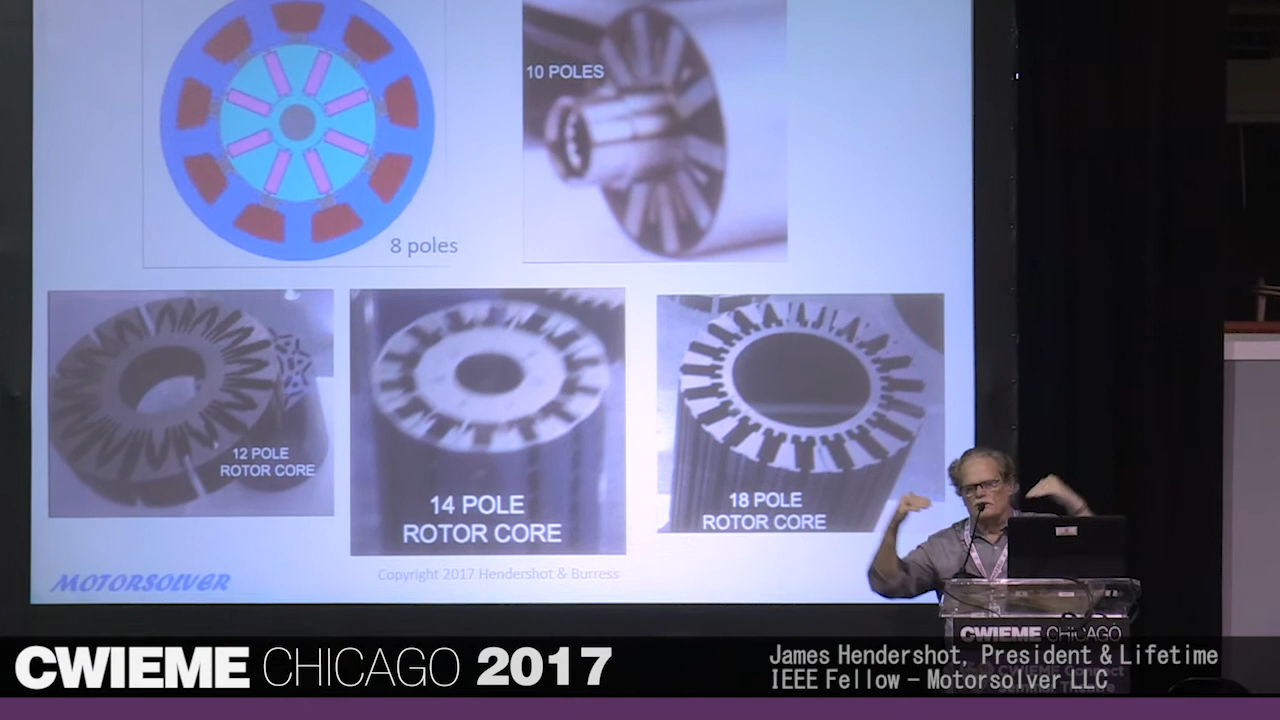 10 POLES
8 poles
12 POLE
ROTOR CORE
14 POLE
ROTOR CORE
18 POLE
ROTOR CORE
MOTORSOLVER
Copyright 2017 Hendershot & Burress
CWIEME CHICAGO
CWIEME CHICAGO 2017
James Hendershot, President & Lifetime
IEEE Fellow – Motorsolver LLC